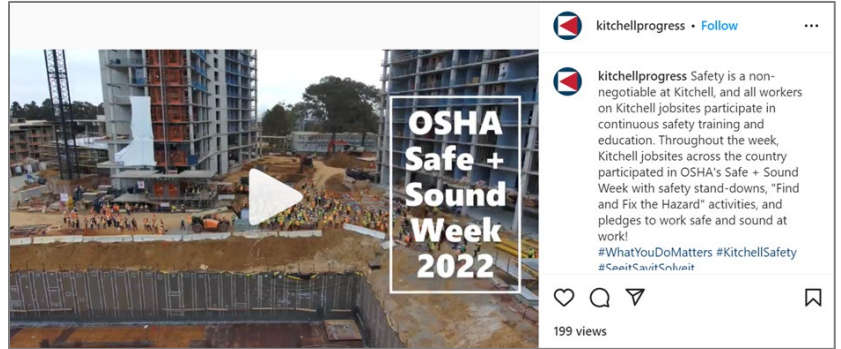 OSHA
Safe +
Sound
Week
2022
kitchellprogress • Follow
kitchellprogress Safety is a non-
negotiable at Kitchell, and all workers
on Kitchell jobsites participate in
continuous safety training and
education. Throughout the week,
Kitchell jobsites across the country
participated in OSHA's Safe + Sound
Week with safety stand-downs, "Find
and Fix the Hazard" activities, and
pledges to work safe and sound at
work!
#WhatYouDoMatters #KitchellSafety
#SeeitSayitSolveit
199 views